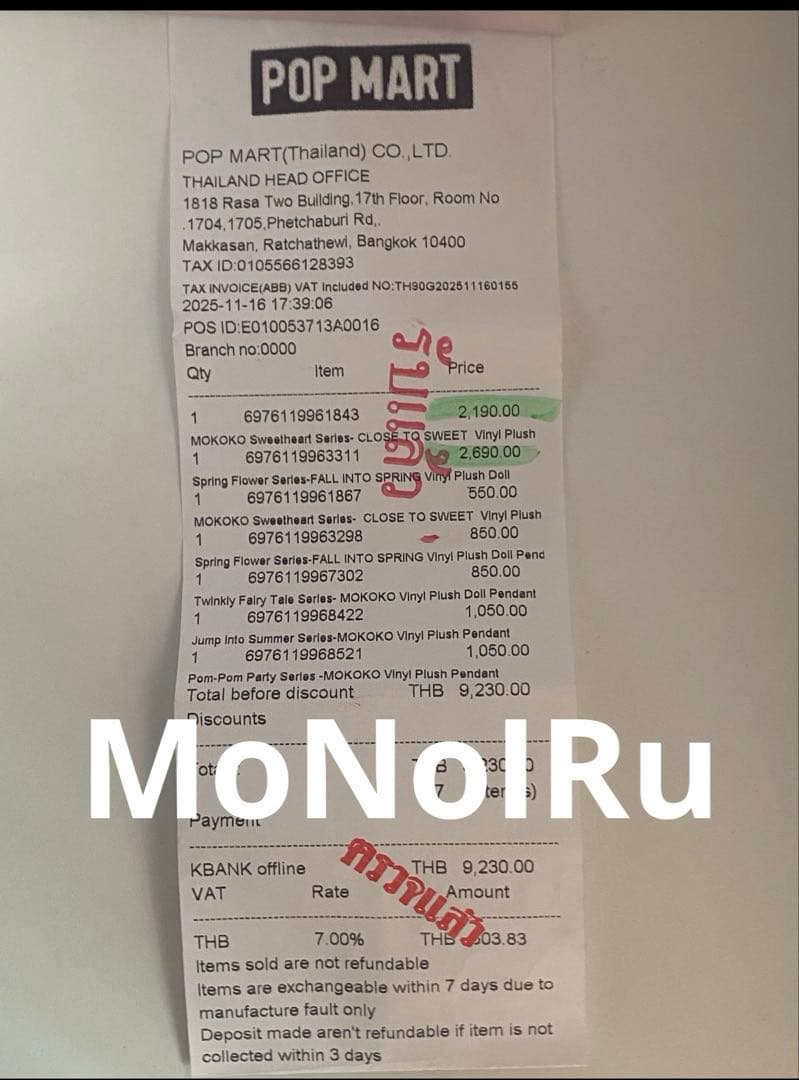 POP MART
POP MART(Thailand) CO.,LTD.
THAILAND HEAD OFFICE
1818 Rasa Two Building,17th Floor, Room No
.1704,1705,Phetchaburi Rd,.
Makkasan, Ratchathewi, Bangkok 10400
TAX ID:0105566128393
TAX INVOICE(ABB) VAT Included NO:TH90G202511160155
2025-11-16 17:39:06
POS ID:E010053713A0016
Branch no:0000
Qty Item Price
รับแล้ว
1 6976119961843 2,190.00
MOKOKO Sweetheart Series- CLOSE TO SWEET Vinyl Plush
1 6976119963311 2,690.00
Spring Flower Series-FALL INTO SPRING Vinyl Plush Doll
1 6976119961867 550.00
MOKOKO Sweetheart Series- CLOSE TO SWEET Vinyl Plush
1 6976119963298 850.00
Spring Flower Series-FALL INTO SPRING Vinyl Plush Doll Pend
1 6976119967302 850.00
Twinkly Fairy Tale Series- MOKOKO Vinyl Plush Doll Pendant
1 6976119968422 1,050.00
Jump Into Summer Series-MOKOKO Vinyl Plush Pendant
1 6976119968521 1,050.00
Pom-Pom Party Series -MOKOKO Vinyl Plush Pendant
Total before discount THB 9,230.00
Discounts
MoNoIRu
Payment
KBANK offline THB 9,230.00
ตรวจแล้ว
VAT Rate Amount
THB 7.00% THB 603.83
Items sold are not refundable
Items are exchangeable within 7 days due to
manufacture fault only
Deposit made aren't refundable if item is not
collected within 3 days